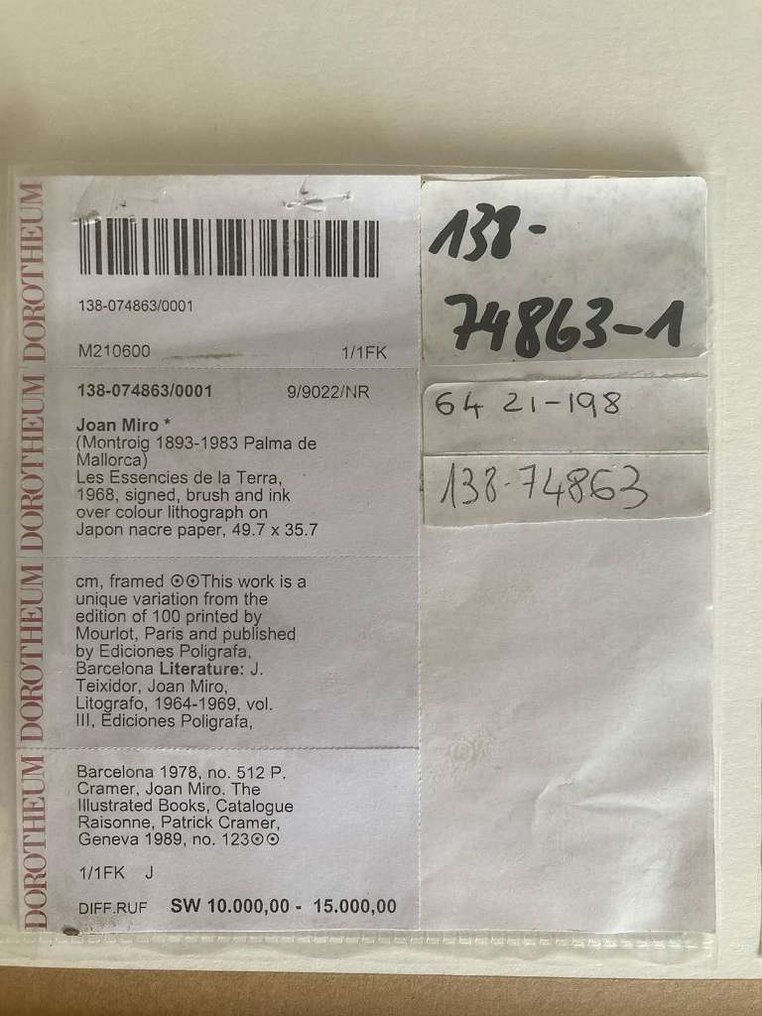 DOROTHEUM DOROTHEUM DOROTHEUM DOROTHEUM
138-074863/0001
M210600 1/1FK
138-074863/0001 9/9022/NR
Joan Miro *
(Montroig 1893-1983 Palma de
Mallorca)
Les Essencies de la Terra,
1968, signed, brush and ink
over colour lithograph on
Japon nacre paper, 49.7 x 35.7
cm, framed ⊙⊙This work is a
unique variation from the
edition of 100 printed by
Mourlot, Paris and published
by Ediciones Poligrafa,
Barcelona Literature: J.
Teixidor, Joan Miro,
Litografo, 1964-1969, vol.
III, Ediciones Poligrafa,
Barcelona 1978, no. 512 P.
Cramer, Joan Miro. The
Illustrated Books, Catalogue
Raisonne, Patrick Cramer,
Geneva 1989, no. 123⊙⊙
1/1FK J
DIFF.RUF SW 10.000,00 - 15.000,00
138-
74863-1
64 21-198
138-74863